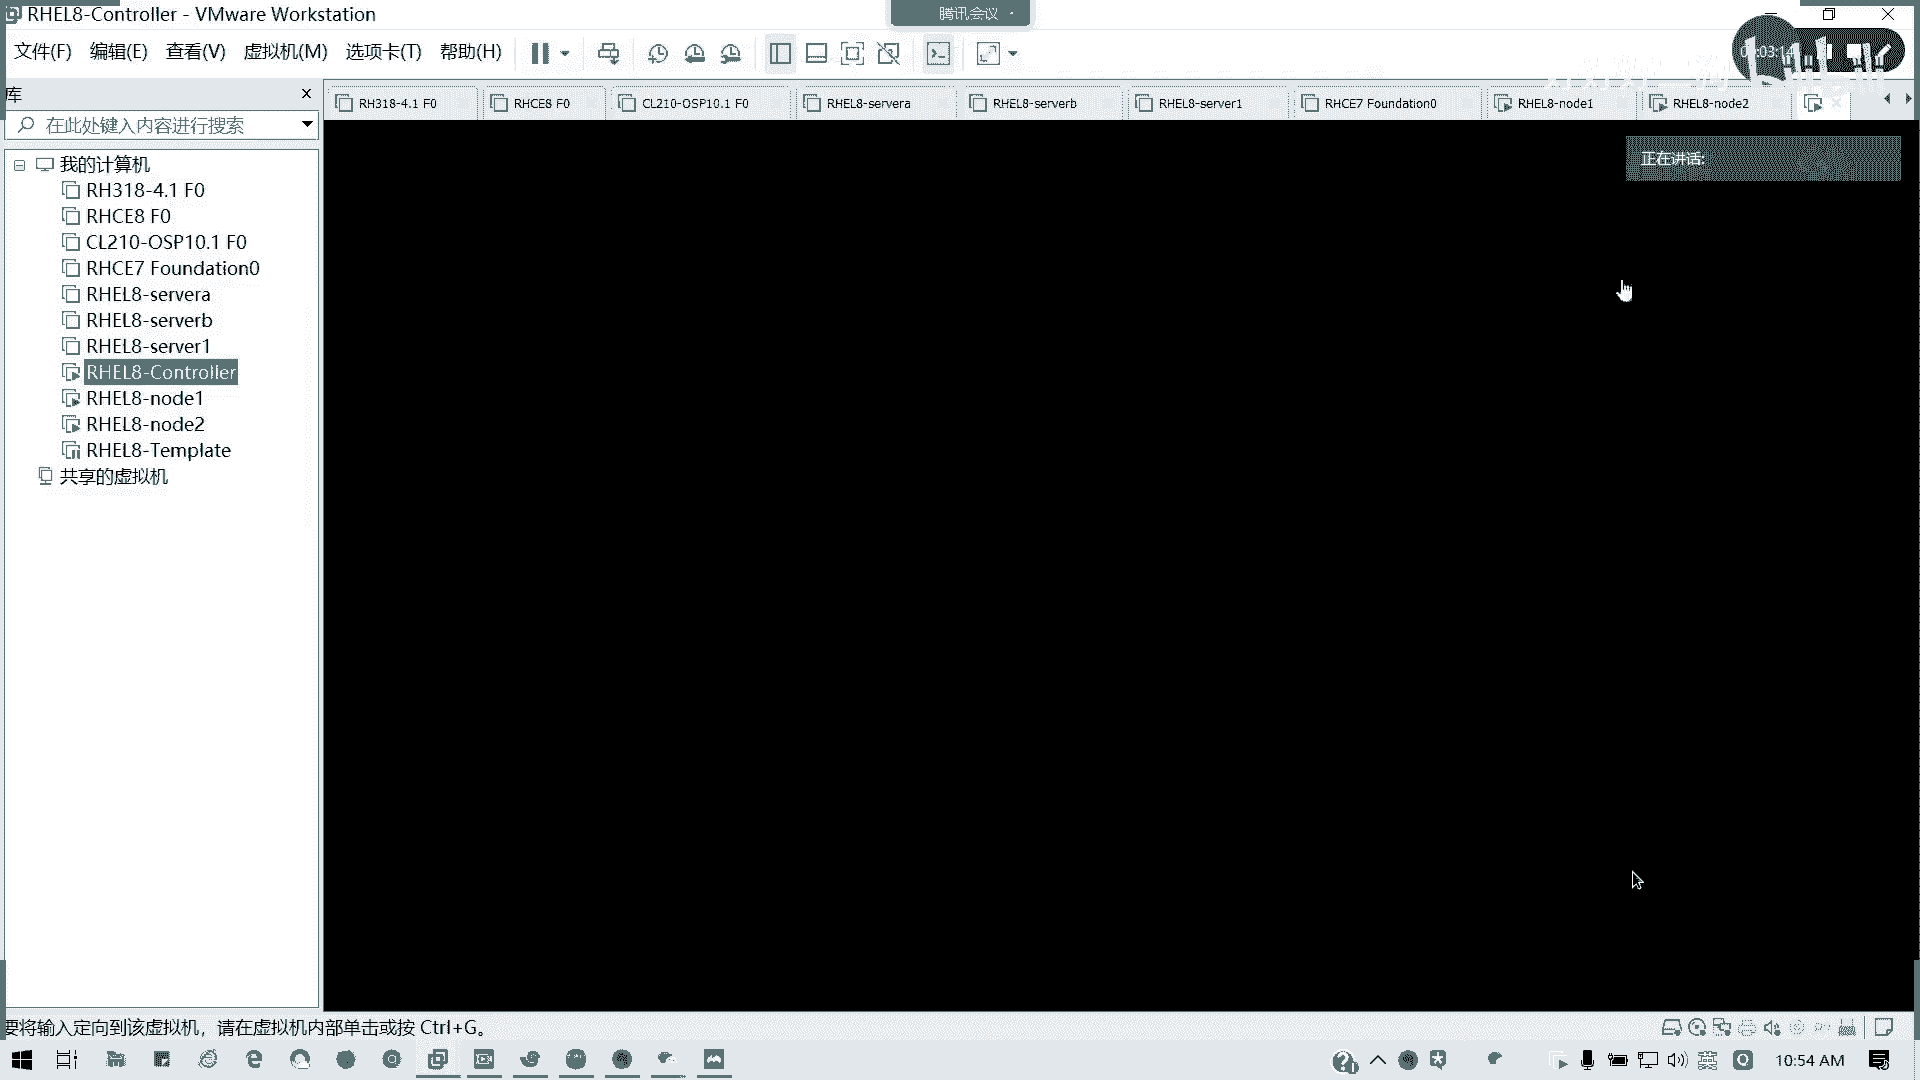 RHEL8-Controller - VMware Workstation
腾讯会议
文件(F) 编辑(E) 查看(V) 虚拟机(M) 选项卡(T) 帮助(H)
03:14
bilibili
库
RH318-4.1 F0
RHCE8 F0
CL210-OSP10.1 F0
RHEL8-servera
RHEL8-serverb
RHEL8-server1
RHCE7 Foundation0
RHEL8-node1
RHEL8-node2
在此处键入内容进行搜索
正在讲话:
我的计算机
RH318-4.1 F0
RHCE8 F0
CL210-OSP10.1 F0
RHCE7 Foundation0
RHEL8-servera
RHEL8-serverb
RHEL8-server1
RHEL8-Controller
RHEL8-node1
RHEL8-node2
RHEL8-Template
共享的虚拟机
要将输入定向到该虚拟机，请在虚拟机内部单击或按 Ctrl+G。
英
10:54 AM